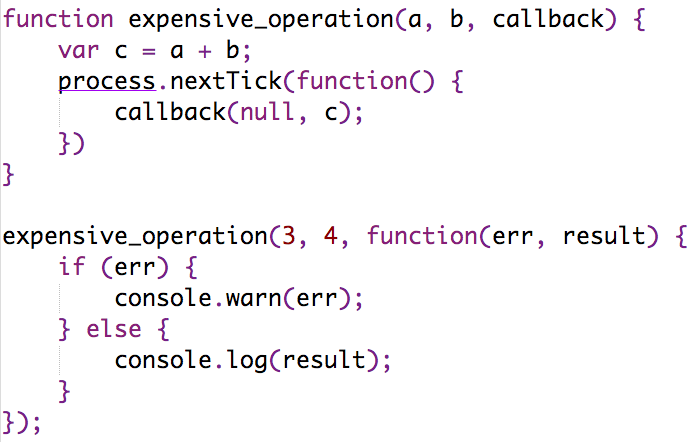 function expensive_operation(a, b, callback) {
    var c = a + b;
    process.nextTick(function() {
        callback(null, c);
    })
}

expensive_operation(3, 4, function(err, result) {
    if (err) {
        console.warn(err);
    } else {
        console.log(result);
    }
});